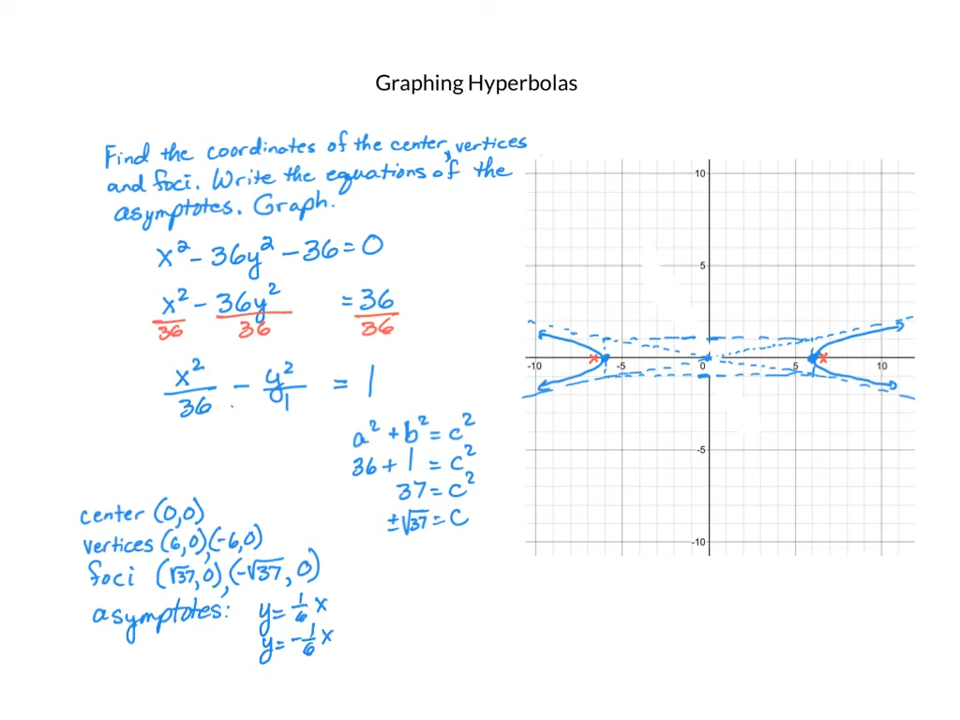 Graphing Hyperbolas
Find the coordinates of the center, vertices
and foci. Write the equations of the
asymptotes. Graph.
x² - 36y² - 36 = 0
x²/36 - 36y²/36 = 36/36
x²/36 - y²/1 = 1
a² + b² = c²
36 + 1 = c²
37 = c²
±√37 = c
center (0,0)
vertices (6,0), (-6,0)
foci (√37, 0), (-√37, 0)
asymptotes: y = 1/6 x
y = -1/6 x
10
5
-10 -5 0 5 10
-5
-10